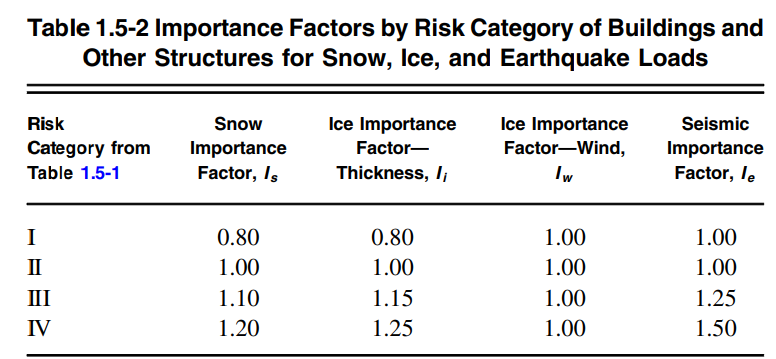 Table 1.5-2 Importance Factors by Risk Category of Buildings and
Other Structures for Snow, Ice, and Earthquake Loads
Risk Category from Table 1.5-1
Snow Importance Factor, Is
Ice Importance Factor—Thickness, Ii
Ice Importance Factor—Wind, Iw
Seismic Importance Factor, Ie
I 0.80 0.80 1.00 1.00
II 1.00 1.00 1.00 1.00
III 1.10 1.15 1.00 1.25
IV 1.20 1.25 1.00 1.50